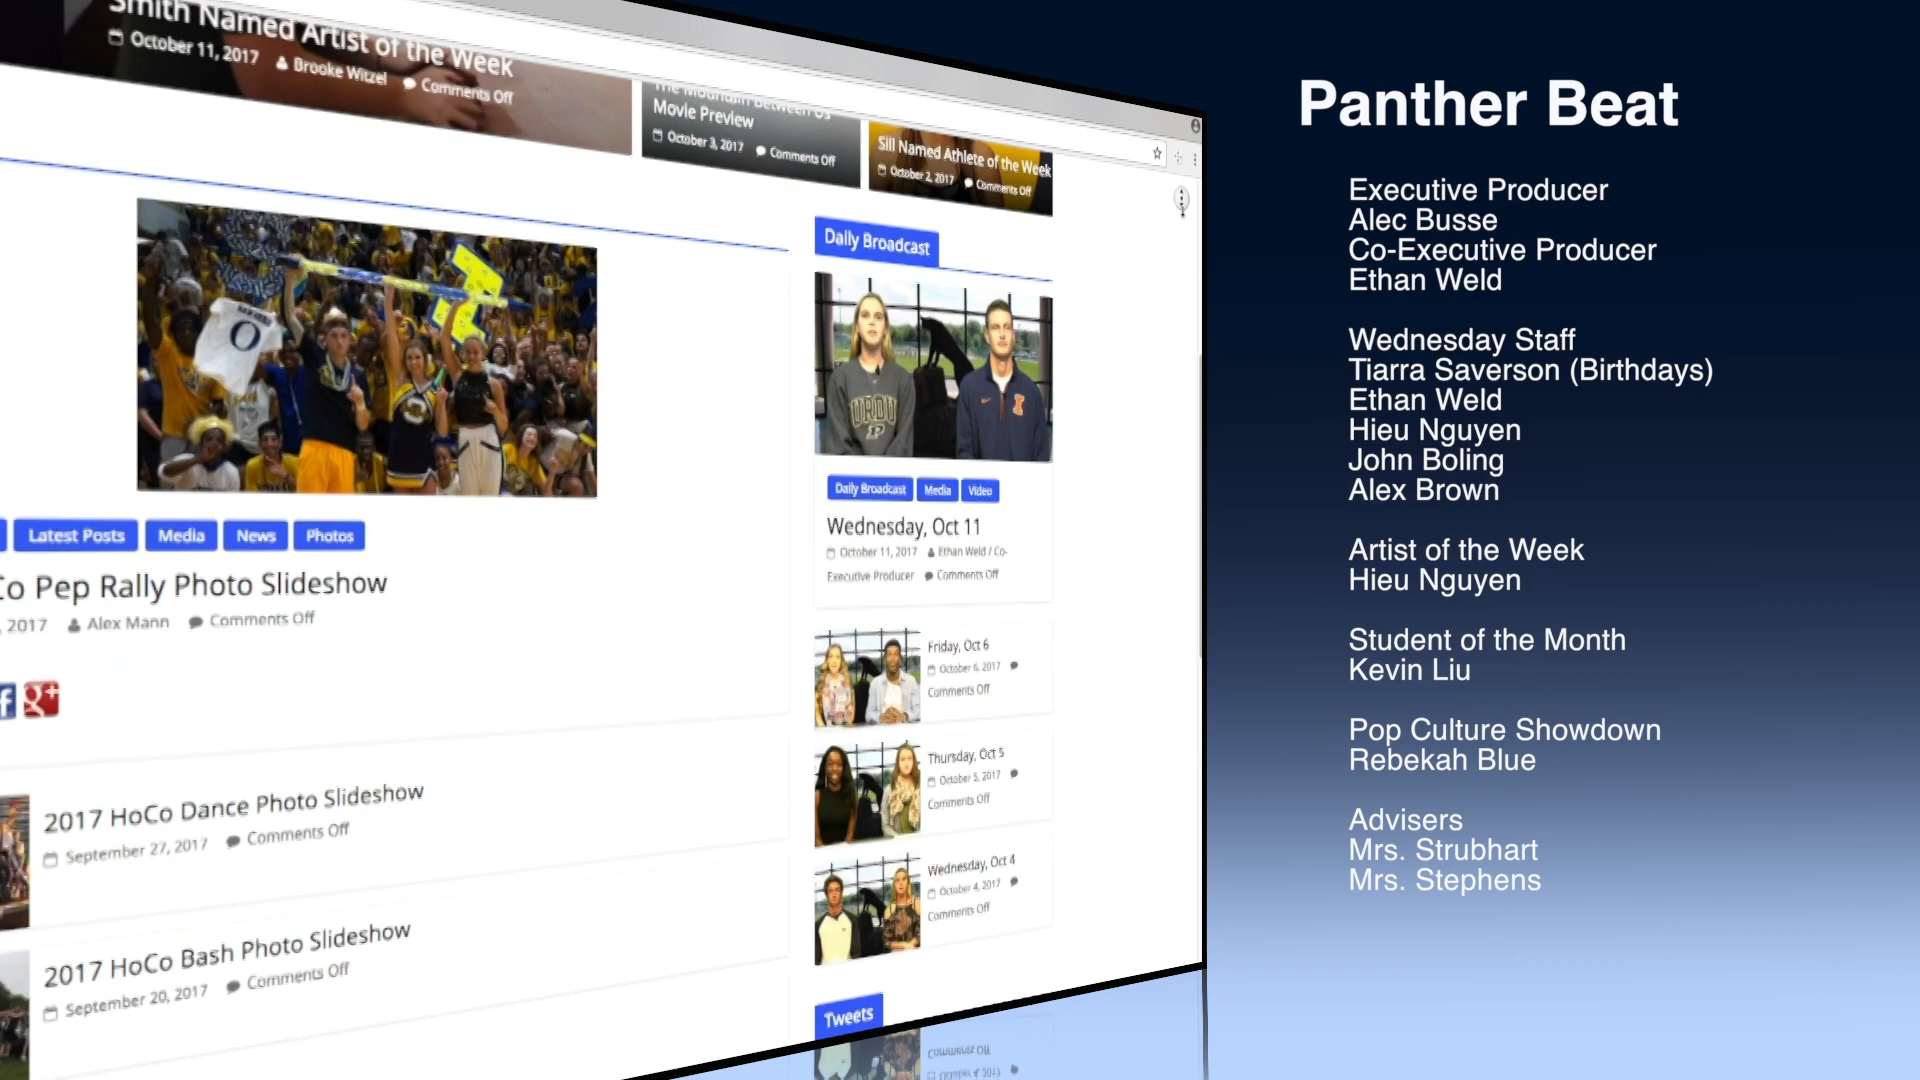 Smith Named Artist of the Week
October 11, 2017 Brooke Witzel Comments Off
The Mountain Between Us
Movie Preview
October 3, 2017 Comments Off
Sill Named Athlete of the Week
October 2, 2017 Comments Off
O
Latest Posts Media News Photos
Co Pep Rally Photo Slideshow
, 2017 Alex Mann Comments Off
f g+
2017 HoCo Dance Photo Slideshow
September 27, 2017 Comments Off
2017 HoCo Bash Photo Slideshow
September 20, 2017 Comments Off
Daily Broadcast
URDU
P
I
Daily Broadcast Media Video
Wednesday, Oct 11
October 11, 2017 Ethan Weld / Co-
Executive Producer Comments Off
Friday, Oct 6
October 6, 2017
Comments Off
Thursday, Oct 5
October 5, 2017
Comments Off
Wednesday, Oct 4
October 4, 2017
Comments Off
Tweets
Panther Beat
Executive Producer
Alec Busse
Co-Executive Producer
Ethan Weld
Wednesday Staff
Tiarra Saverson (Birthdays)
Ethan Weld
Hieu Nguyen
John Boling
Alex Brown
Artist of the Week
Hieu Nguyen
Student of the Month
Kevin Liu
Pop Culture Showdown
Rebekah Blue
Advisers
Mrs. Strubhart
Mrs. Stephens